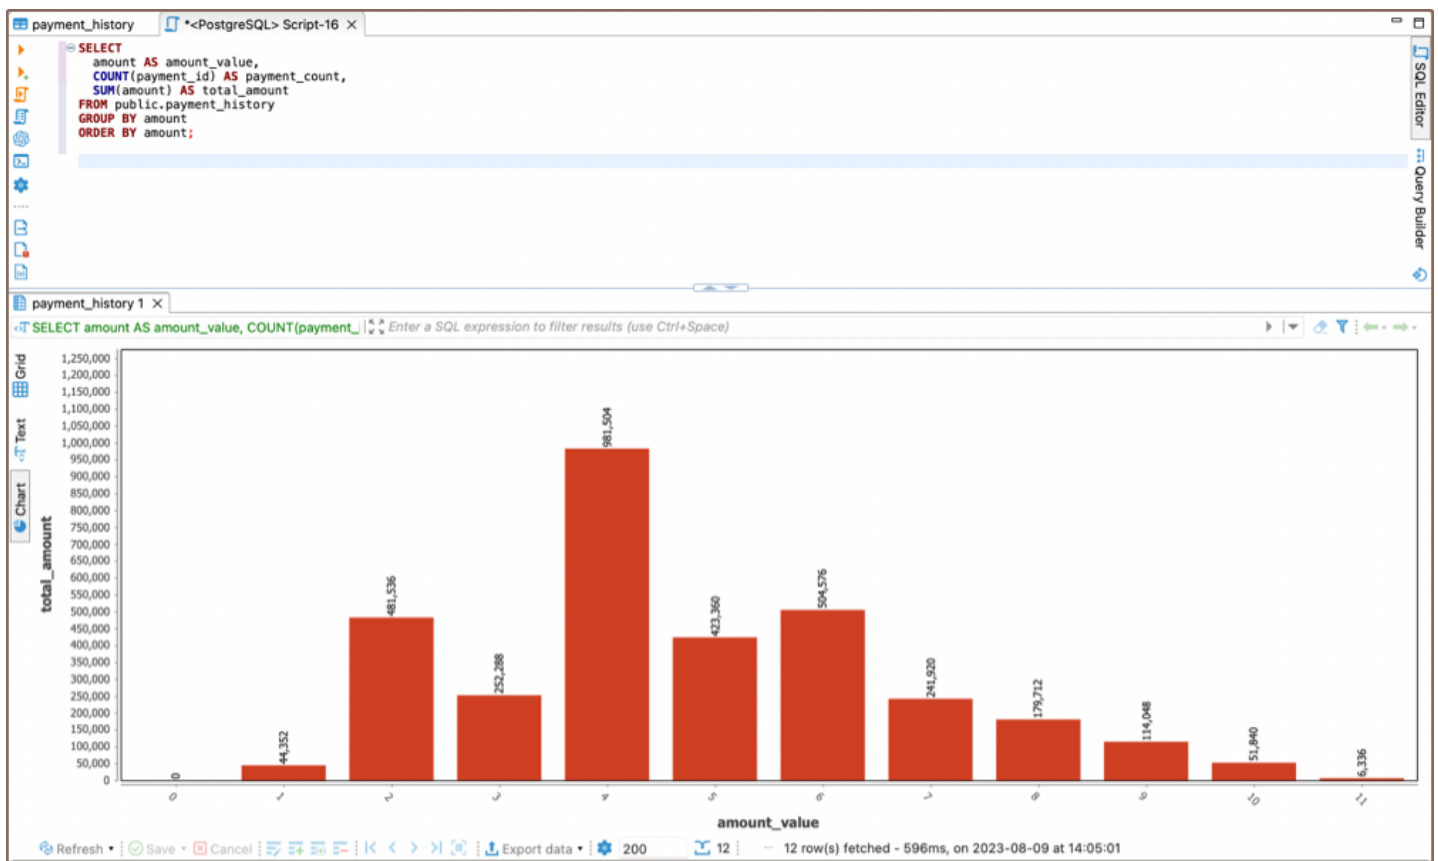 payment_history
*<PostgreSQL> Script-16
SELECT
amount AS amount_value,
COUNT(payment_id) AS payment_count,
SUM(amount) AS total_amount
FROM public.payment_history
GROUP BY amount
ORDER BY amount;
SQL Editor
Query Builder
payment_history 1
SELECT amount AS amount_value, COUNT(payment_
Enter a SQL expression to filter results (use Ctrl+Space)
Grid
Text
Chart
total_amount
1,250,000
1,200,000
1,150,000
1,100,000
1,050,000
1,000,000
950,000
900,000
850,000
800,000
750,000
700,000
650,000
600,000
550,000
500,000
450,000
400,000
350,000
300,000
250,000
200,000
150,000
100,000
50,000
0
0
44,352
481,536
252,288
981,504
423,360
504,576
241,920
179,712
114,048
51,840
6,336
0 1 2 3 4 5 6 7 8 9 10 11
amount_value
Refresh Save Cancel Export data 200 12 12 row(s) fetched - 596ms, on 2023-08-09 at 14:05:01